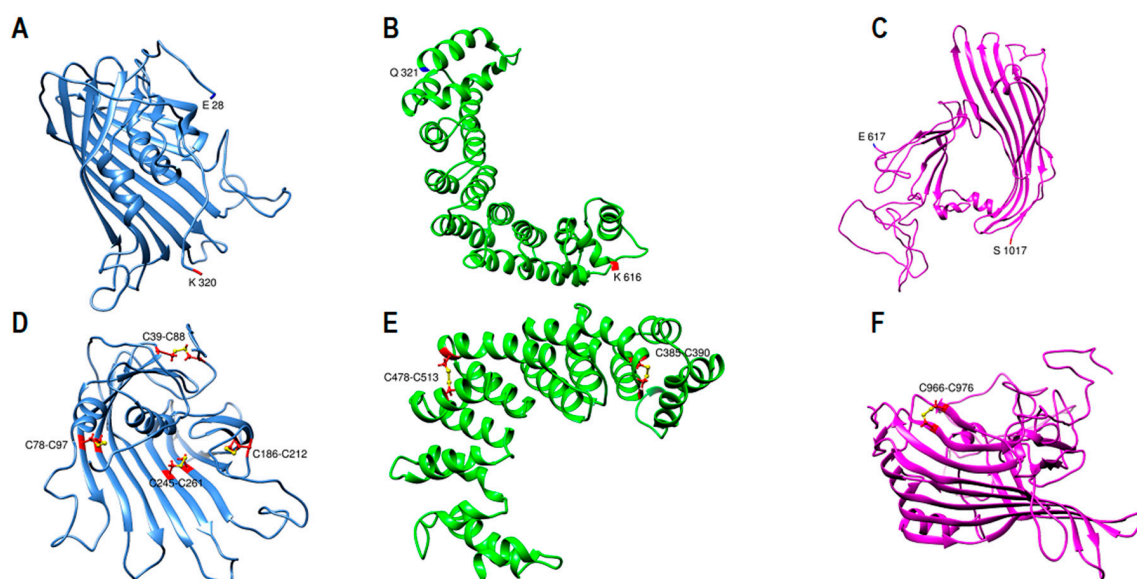 A
B
C
E 28
Q 321
E 617
K 320
K 616
S 1017
D
E
F
C39-C88
C385-C390
C478-C513
C966-C976
C78-C97
C186-C212
C245-C261